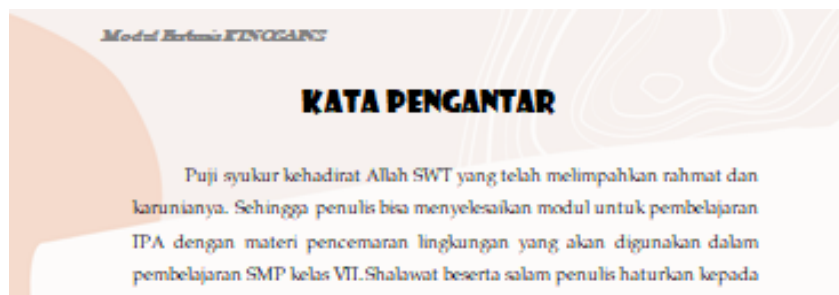 Modul Berbasis ETNOSAINS
KATA PENGANTAR
Puji syukur kehadirat Allah SWT yang telah melimpahkan rahmat dan
karunianya. Sehingga penulis bisa menyelesaikan modul untuk pembelajaran
IPA dengan materi pencemaran lingkungan yang akan digunakan dalam
pembelajaran SMP kelas VII. Shalawat beserta salam penulis haturkan kepada